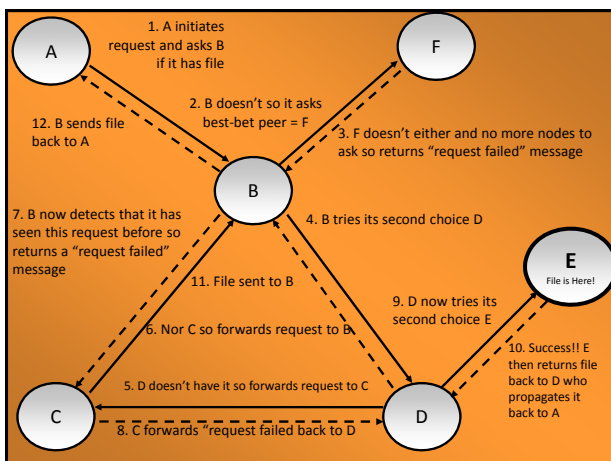 A
1. A initiates
request and asks B
if it has file
F
2. B doesn't so it asks
best-bet peer = F
12. B sends file
back to A
3. F doesn't either and no more nodes to
ask so returns “request failed” message
B
7. B now detects that it has
seen this request before so
returns a “request failed”
message
4. B tries its second choice D
E
File is Here!
11. File sent to B
9. D now tries its
second choice E
6. Nor C so forwards request to B
10. Success!! E
then returns file
back to D who
propagates it
back to A
5. D doesn't have it so forwards request to C
C
D
8. C forwards “request failed back to D